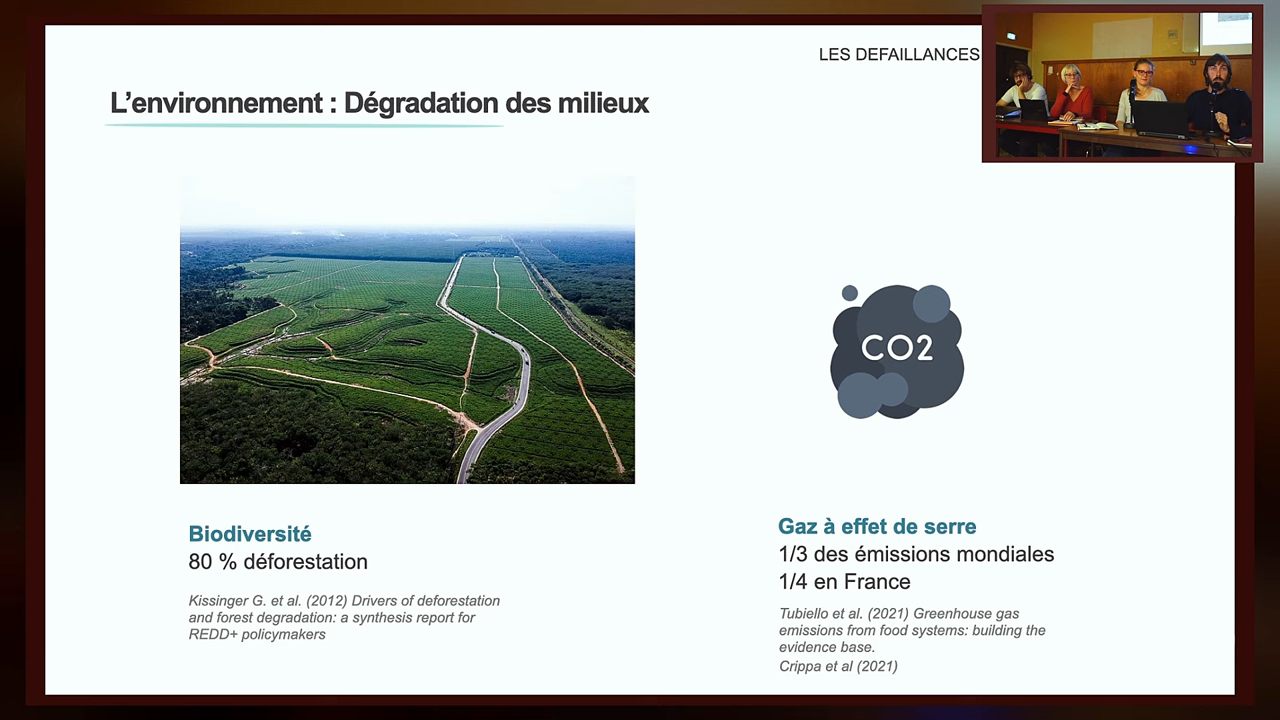 LES DEFAILLANCES
L’environnement : Dégradation des milieux
CO2
Biodiversité
80 % déforestation
Kissinger G. et al. (2012) Drivers of deforestation
and forest degradation: a synthesis report for
REDD+ policymakers
Gaz à effet de serre
1/3 des émissions mondiales
1/4 en France
Tubiello et al. (2021) Greenhouse gas
emissions from food systems: building the
evidence base.
Crippa et al (2021)